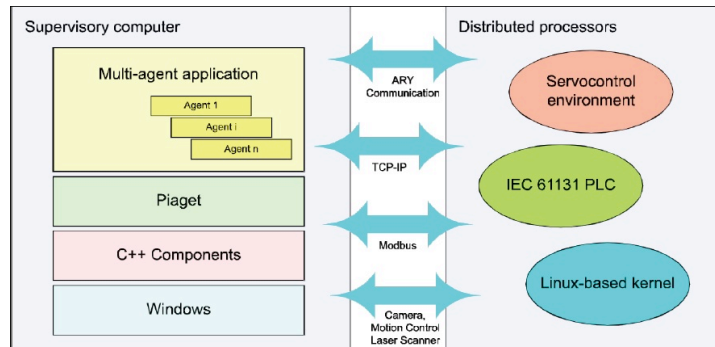 Supervisory computer
Multi-agent application
Agent 1
Agent i
Agent n
Piaget
C++ Components
Windows
ARY
Communication
TCP-IP
Modbus
Camera,
Motion Control
Laser Scanner
Distributed processors
Servocontrol
environment
IEC 61131 PLC
Linux-based kernel